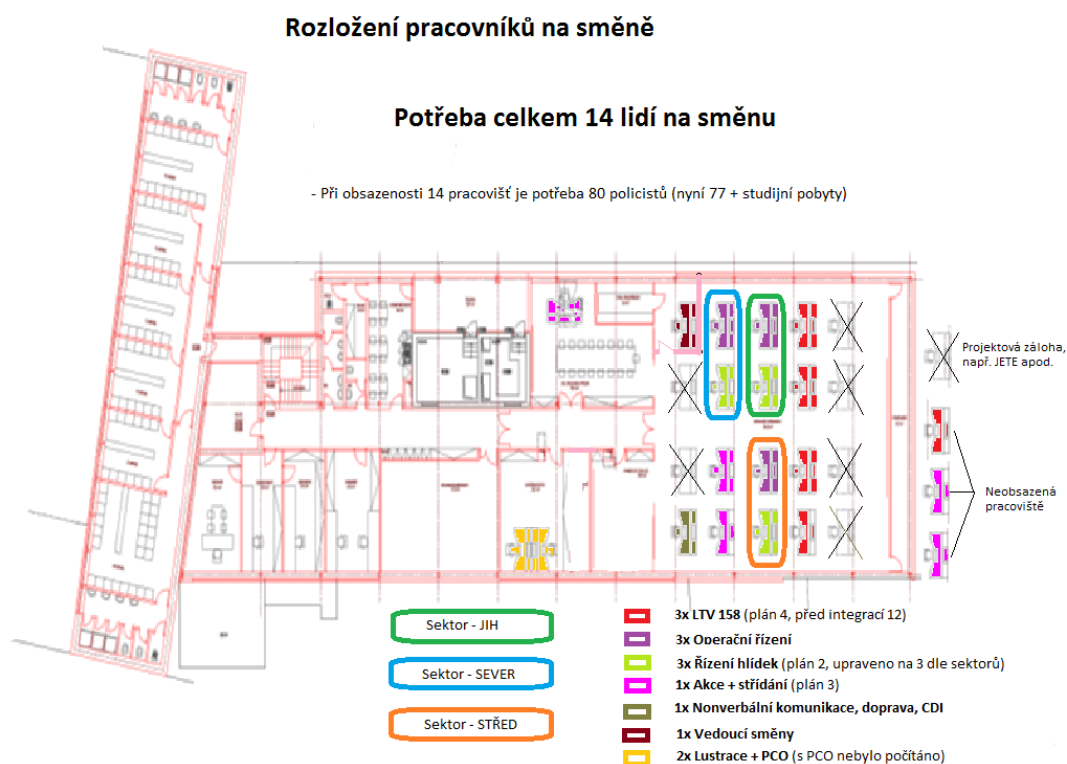 Rozložení pracovníků na směně
Potřeba celkem 14 lidí na směnu
- Při obsazenosti 14 pracovišť je potřeba 80 policistů (nyní 77 + studijní pobyty)
Projektová záloha,
např. JETE apod.
Neobsazená
pracoviště
Sektor - JIH
Sektor - SEVER
Sektor - STŘED
3x LTV 158 (plán 4, před integrací 12)
3x Operační řízení
3x Řízení hlídek (plán 2, upraveno na 3 dle sektorů)
1x Akce + střídání (plán 3)
1x Nonverbální komunikace, doprava, CDI
1x Vedoucí směny
2x Lustrace + PCO (s PCO nebylo počítáno)